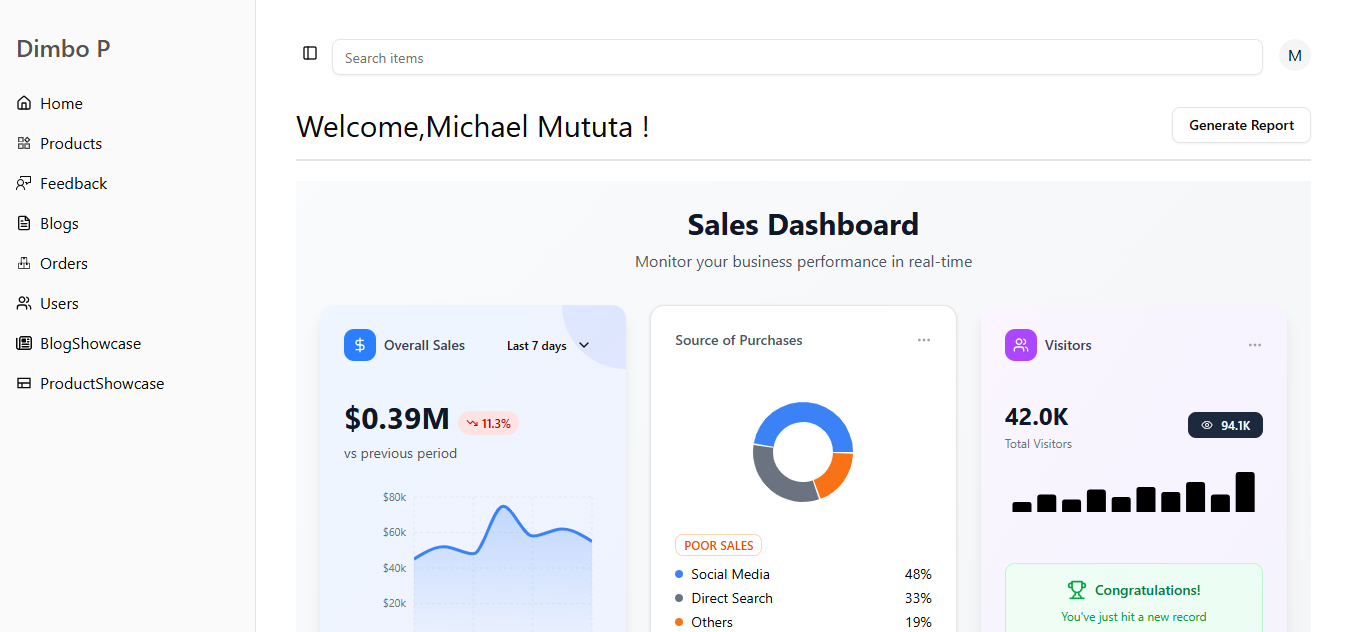 Dimbo P
Home
Products
Feedback
Blogs
Orders
Users
BlogShowcase
ProductShowcase
Search items
M
Welcome,Michael Mututa !
Generate Report
Sales Dashboard
Monitor your business performance in real-time
$ Overall Sales
Last 7 days
$0.39M
11.3%
vs previous period
$80k
$60k
$40k
$20k
Source of Purchases
POOR SALES
Social Media 48%
Direct Search 33%
Others 19%
Visitors
42.0K
94.1K
Total Visitors
Congratulations!
You've just hit a new record